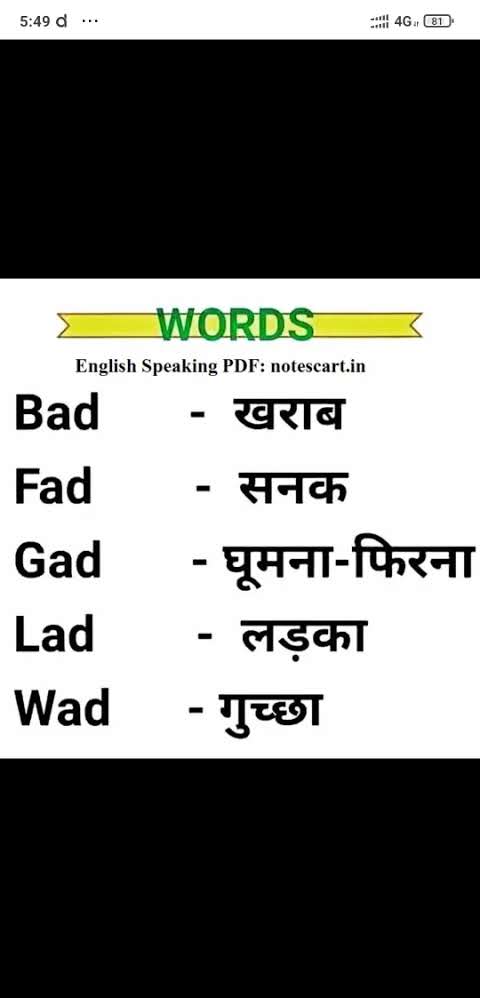 5:49 d ...
4G 81
WORDS
English Speaking PDF: notescart.in
Bad - खराब
Fad - सनक
Gad - घूमना-फिरना
Lad - लड़का
Wad - गुच्छा